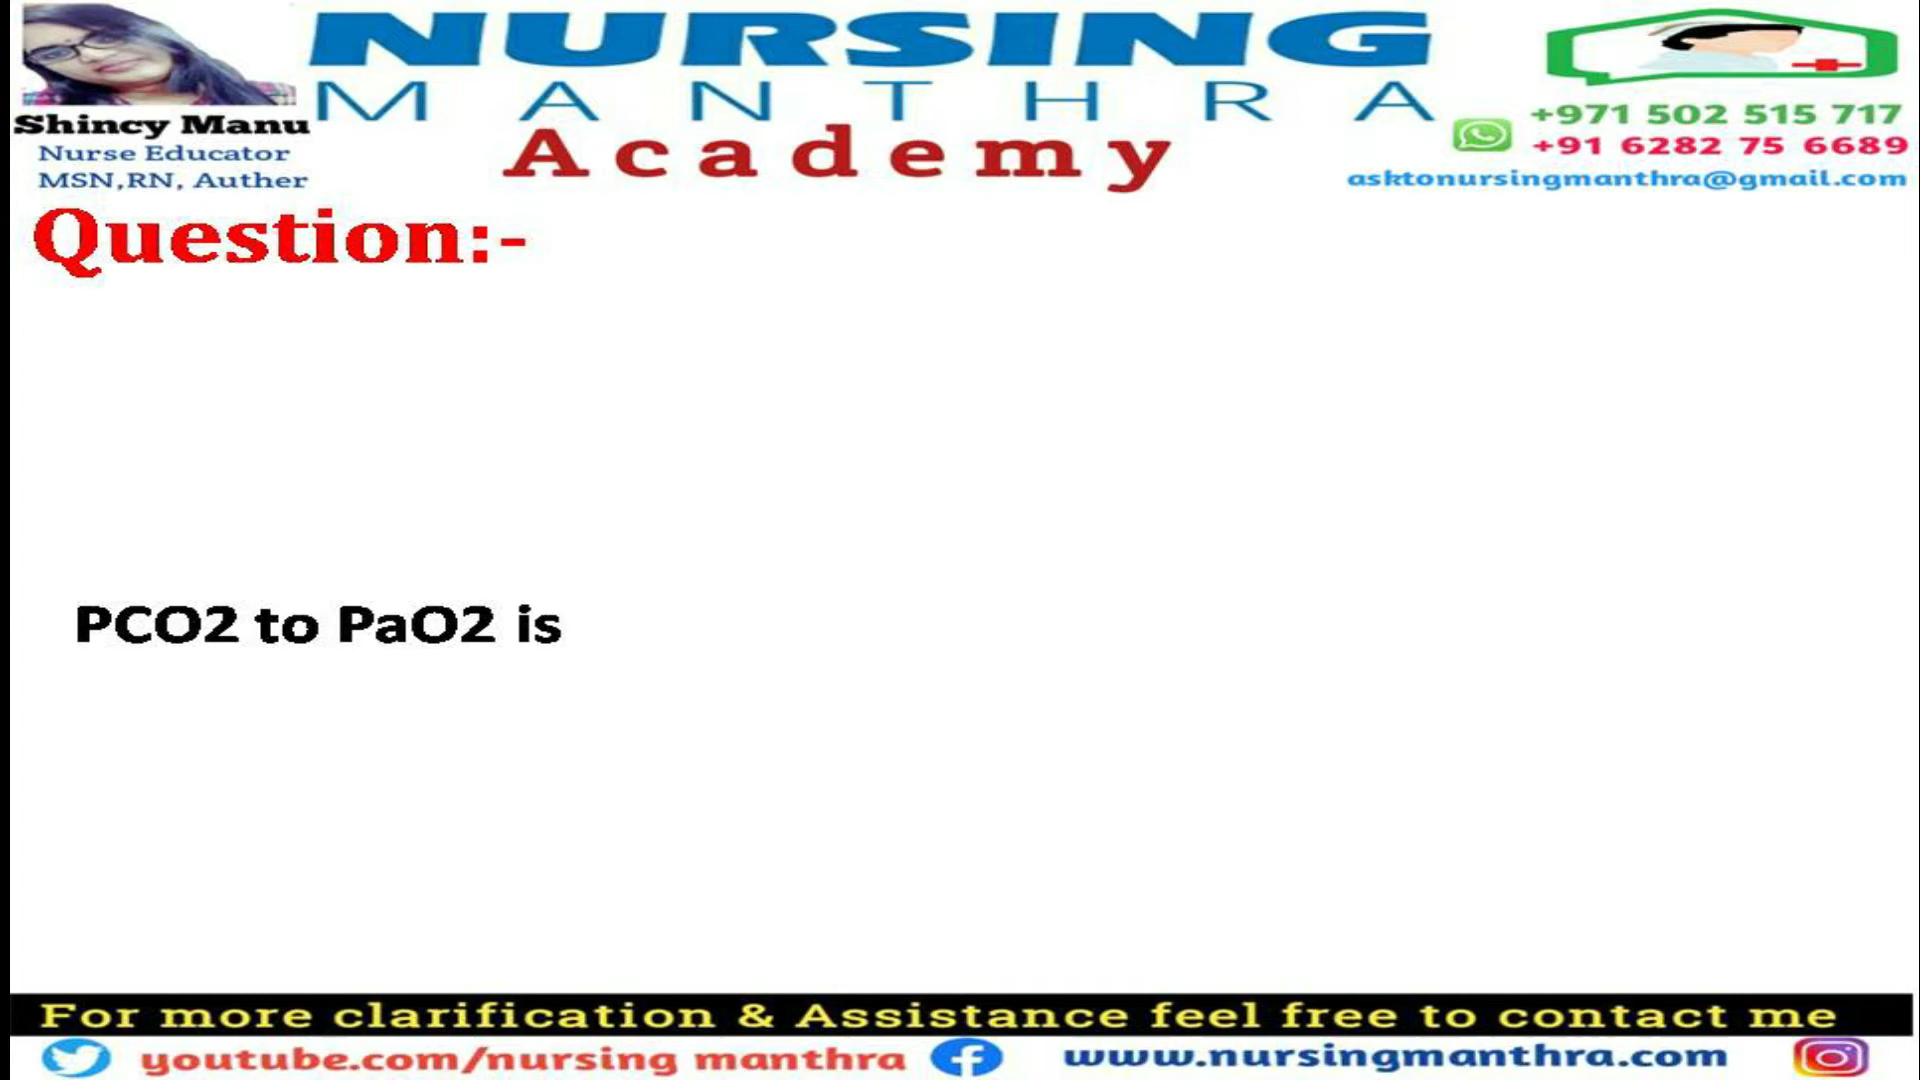 NURSING
MANTHRA
Academy
Shincy Manu
Nurse Educator
MSN,RN, Auther
+971 502 515 717
+91 6282 75 6689
asktonursingmanthra@gmail.com
Question:-
PCO2 to PaO2 is
For more clarification & Assistance feel free to contact me
youtube.com/nursing manthra
www.nursingmanthra.com